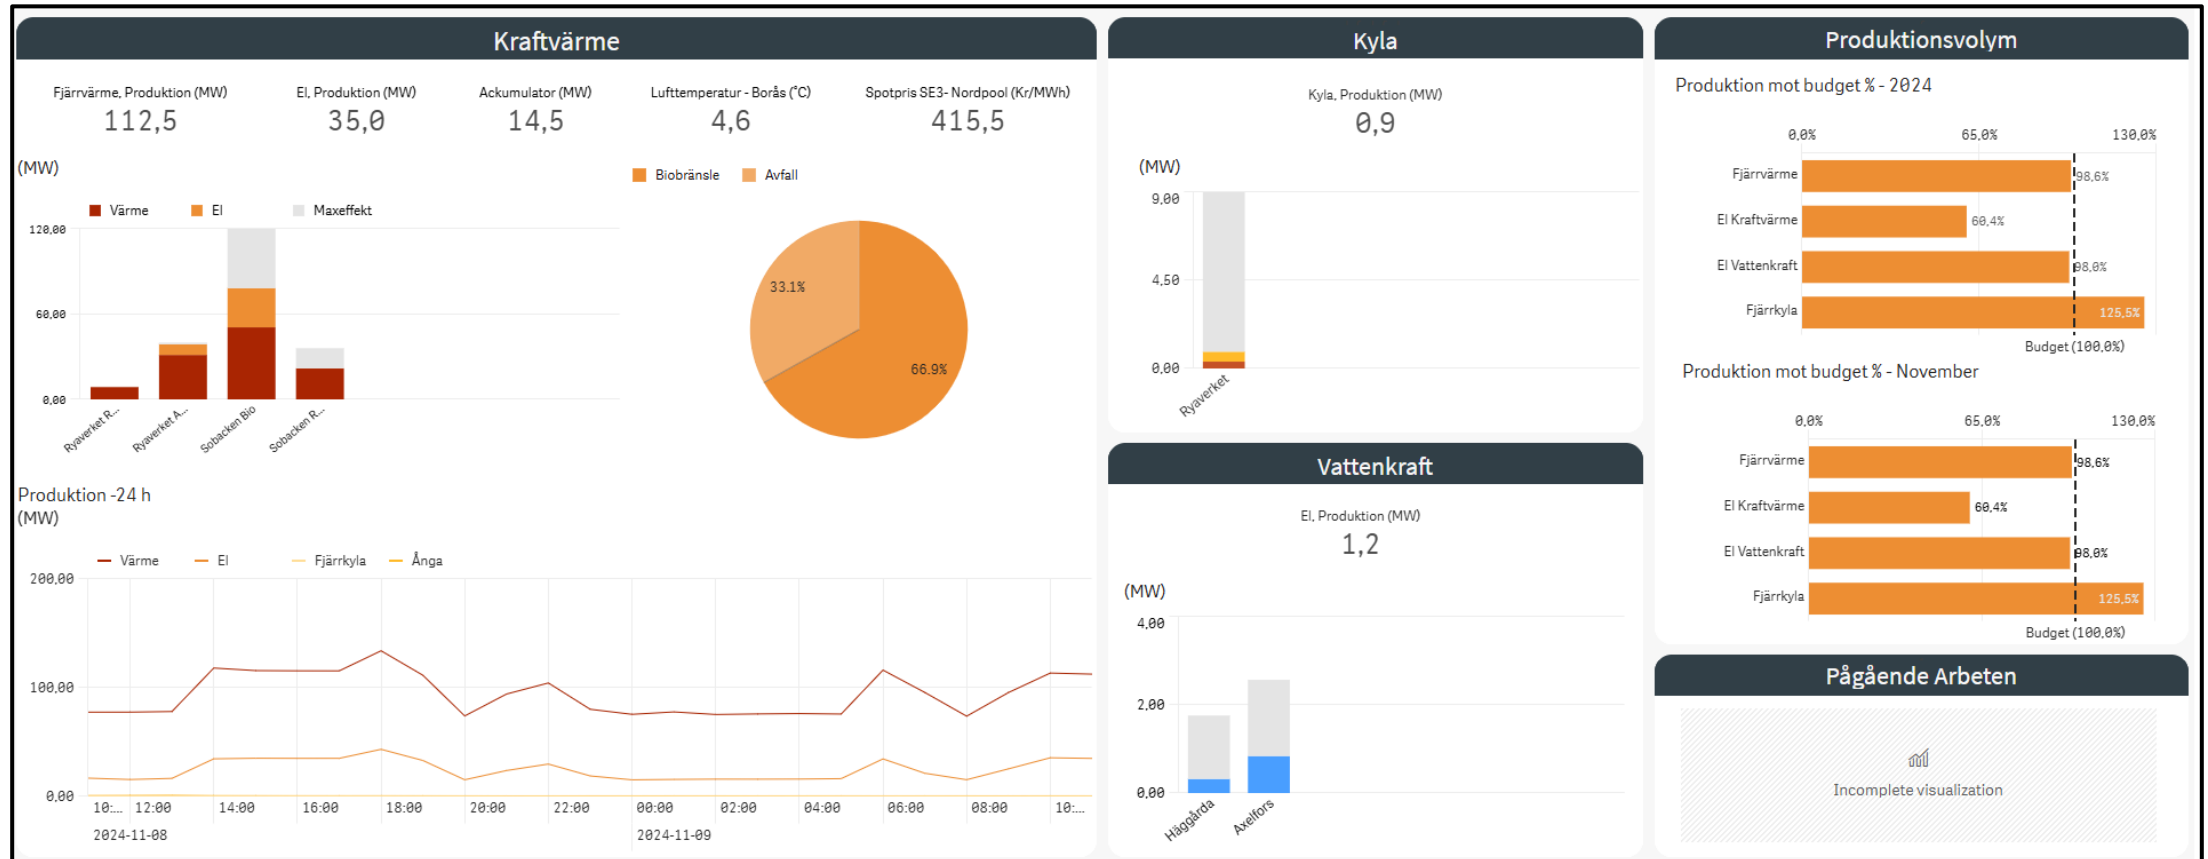 Kraftvärme
Fjärrvärme, Produktion (MW)
112,5
El, Produktion (MW)
35,0
Ackumulator (MW)
14,5
Lufttemperatur - Borås (°C)
4,6
Spotpris SE3- Nordpool (Kr/MWh)
415,5
(MW)
Värme
El
Maxeffekt
120,00
60,00
0,00
Ryaverket R...
Ryaverket A...
Sobacken Bio
Sobacken R...
Biobränsle
Avfall
33.1%
66.9%
Produktion -24 h
(MW)
Värme
El
Fjärrkyla
Ånga
200,00
100,00
0,00
10:... 12:00 14:00 16:00 18:00 20:00 22:00 00:00 02:00 04:00 06:00 08:00 10:...
2024-11-08 2024-11-09
Kyla
Kyla, Produktion (MW)
0,9
(MW)
9,00
4,50
0,00
Ryaverket
Vattenkraft
El, Produktion (MW)
1,2
(MW)
4,00
2,00
0,00
Häggårda
Axelfors
Produktionsvolym
Produktion mot budget % - 2024
0,0% 65,0% 130,0%
Fjärrvärme 98,6%
El Kraftvärme 60,4%
El Vattenkraft 98,0%
Fjärrkyla 125,5%
Budget (100,0%)
Produktion mot budget % - November
0,0% 65,0% 130,0%
Fjärrvärme 98,6%
El Kraftvärme 60,4%
El Vattenkraft 98,0%
Fjärrkyla 125,5%
Budget (100,0%)
Pågående Arbeten
Incomplete visualization